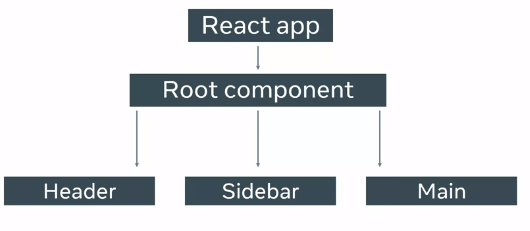 React app
Root component
Header
Sidebar
Main